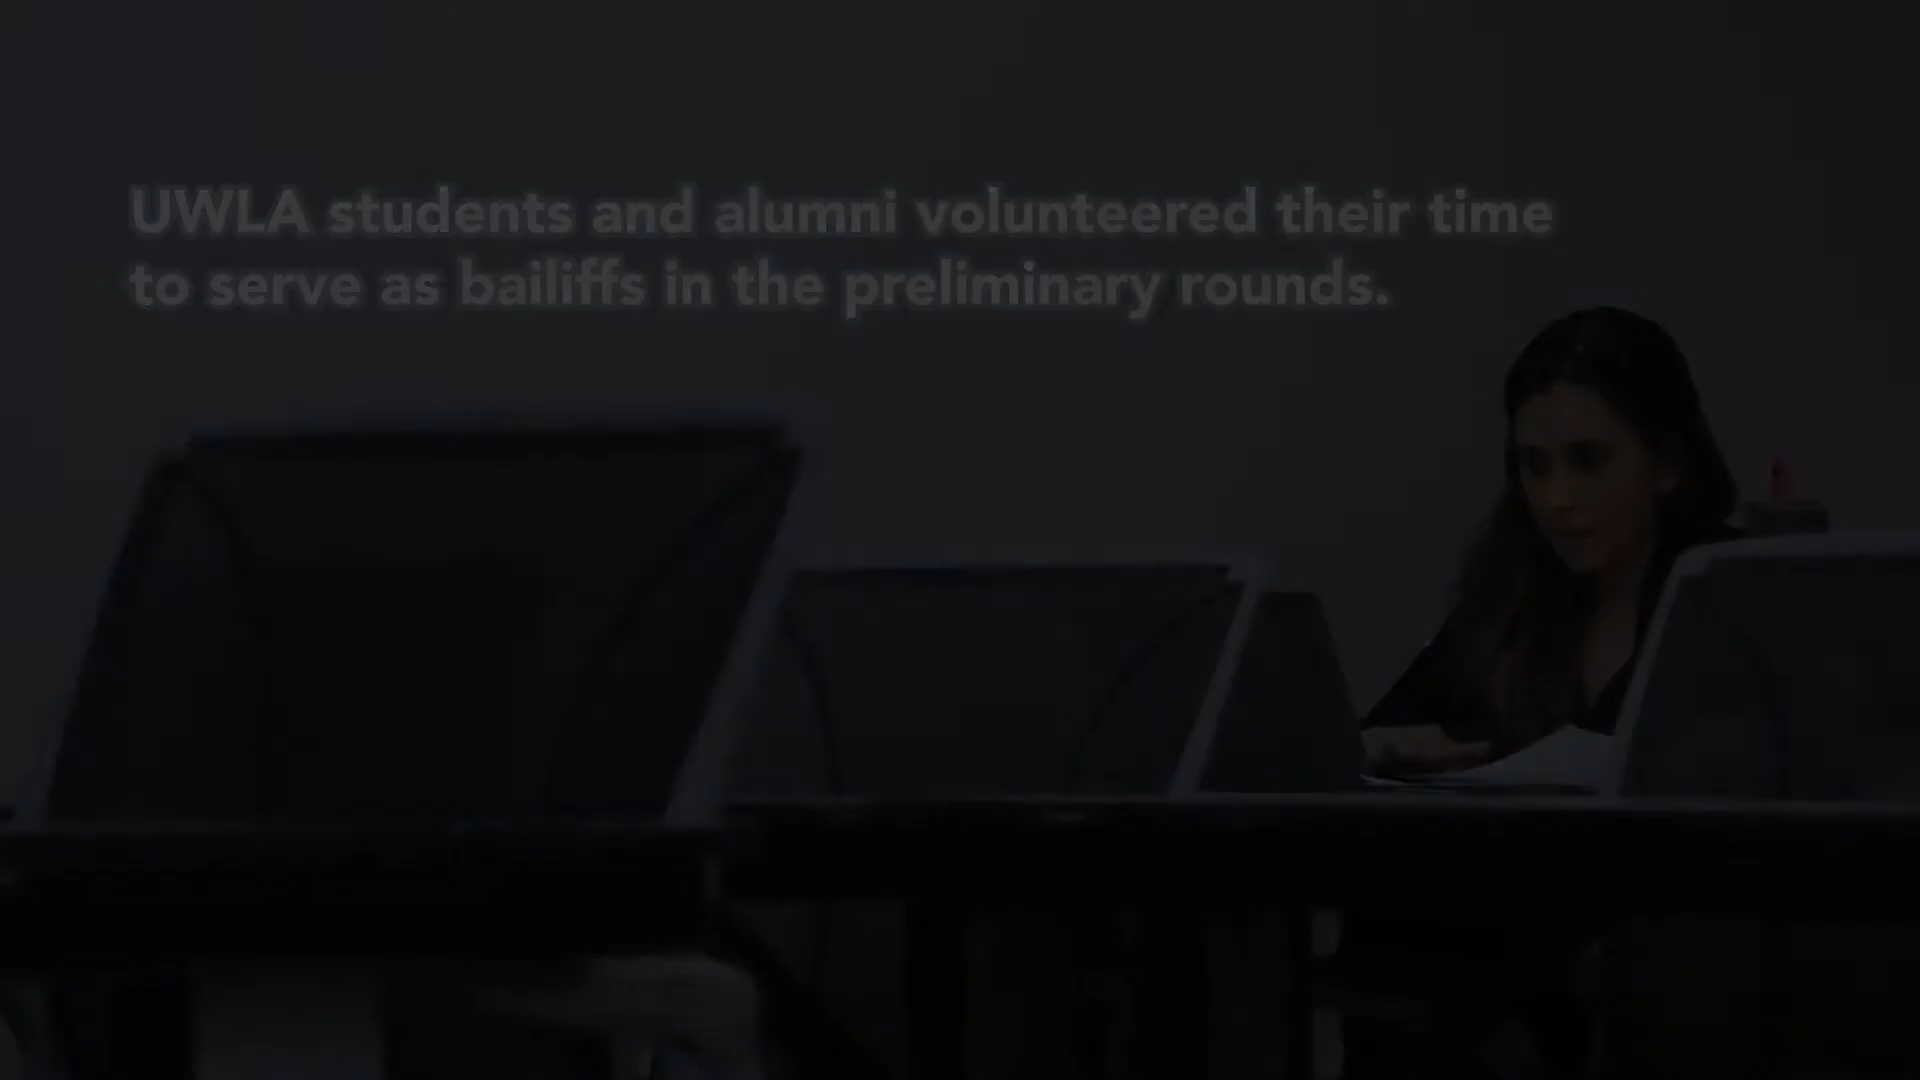 UWLA students and alumni volunteered their time
to serve as bailiffs in the preliminary rounds.